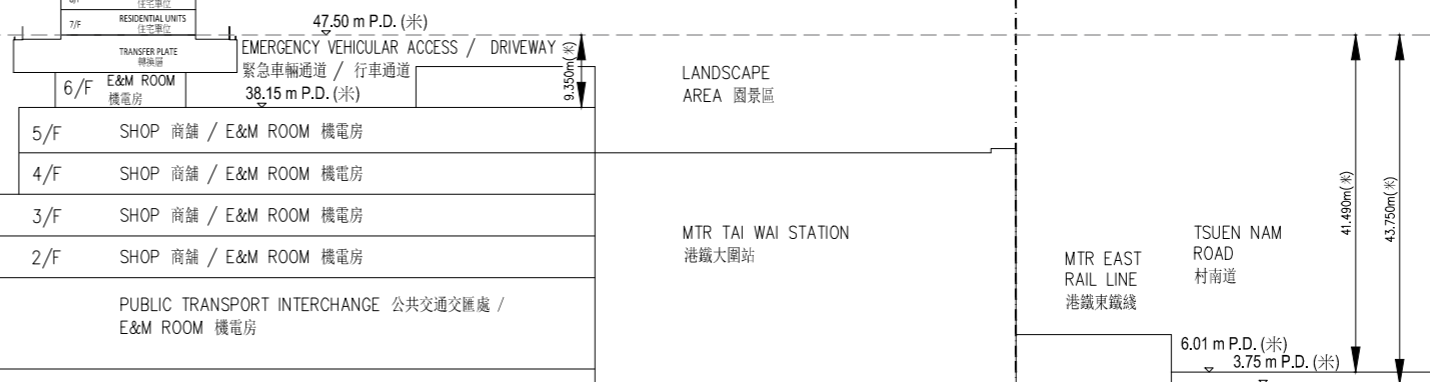 7/F
RESIDENTIAL UNITS
住宅單位
47.50 m P.D. (米)
TRANSFER PLATE
轉換層
EMERGENCY VEHICULAR ACCESS / DRIVEWAY
緊急車輛通道 / 行車通道
9.350m(米)
6/F
E&M ROOM
機電房
38.15 m P.D. (米)
LANDSCAPE
AREA 園景區
5/F SHOP 商舖 / E&M ROOM 機電房
4/F SHOP 商舖 / E&M ROOM 機電房
3/F SHOP 商舖 / E&M ROOM 機電房
2/F SHOP 商舖 / E&M ROOM 機電房
PUBLIC TRANSPORT INTERCHANGE 公共交通交匯處 /
E&M ROOM 機電房
MTR TAI WAI STATION
港鐵大圍站
MTR EAST
RAIL LINE
港鐵東鐵綫
TSUEN NAM
ROAD
村南道
41.490m(米)
43.750m(米)
6.01 m P.D. (米)
3.75 m P.D. (米)